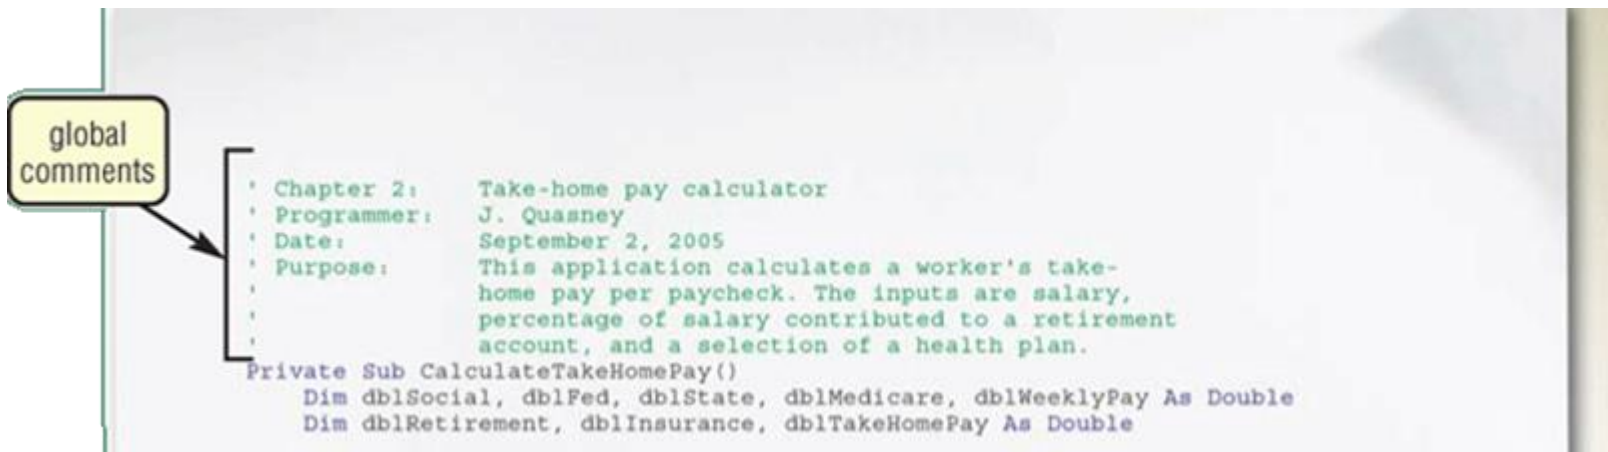 global
comments
' Chapter 2:    Take-home pay calculator
' Programmer:   J. Quasney
' Date:         September 2, 2005
' Purpose:      This application calculates a worker's take-
'               home pay per paycheck. The inputs are salary,
'               percentage of salary contributed to a retirement
'               account, and a selection of a health plan.
Private Sub CalculateTakeHomePay()
    Dim dblSocial, dblFed, dblState, dblMedicare, dblWeeklyPay As Double
    Dim dblRetirement, dblInsurance, dblTakeHomePay As Double